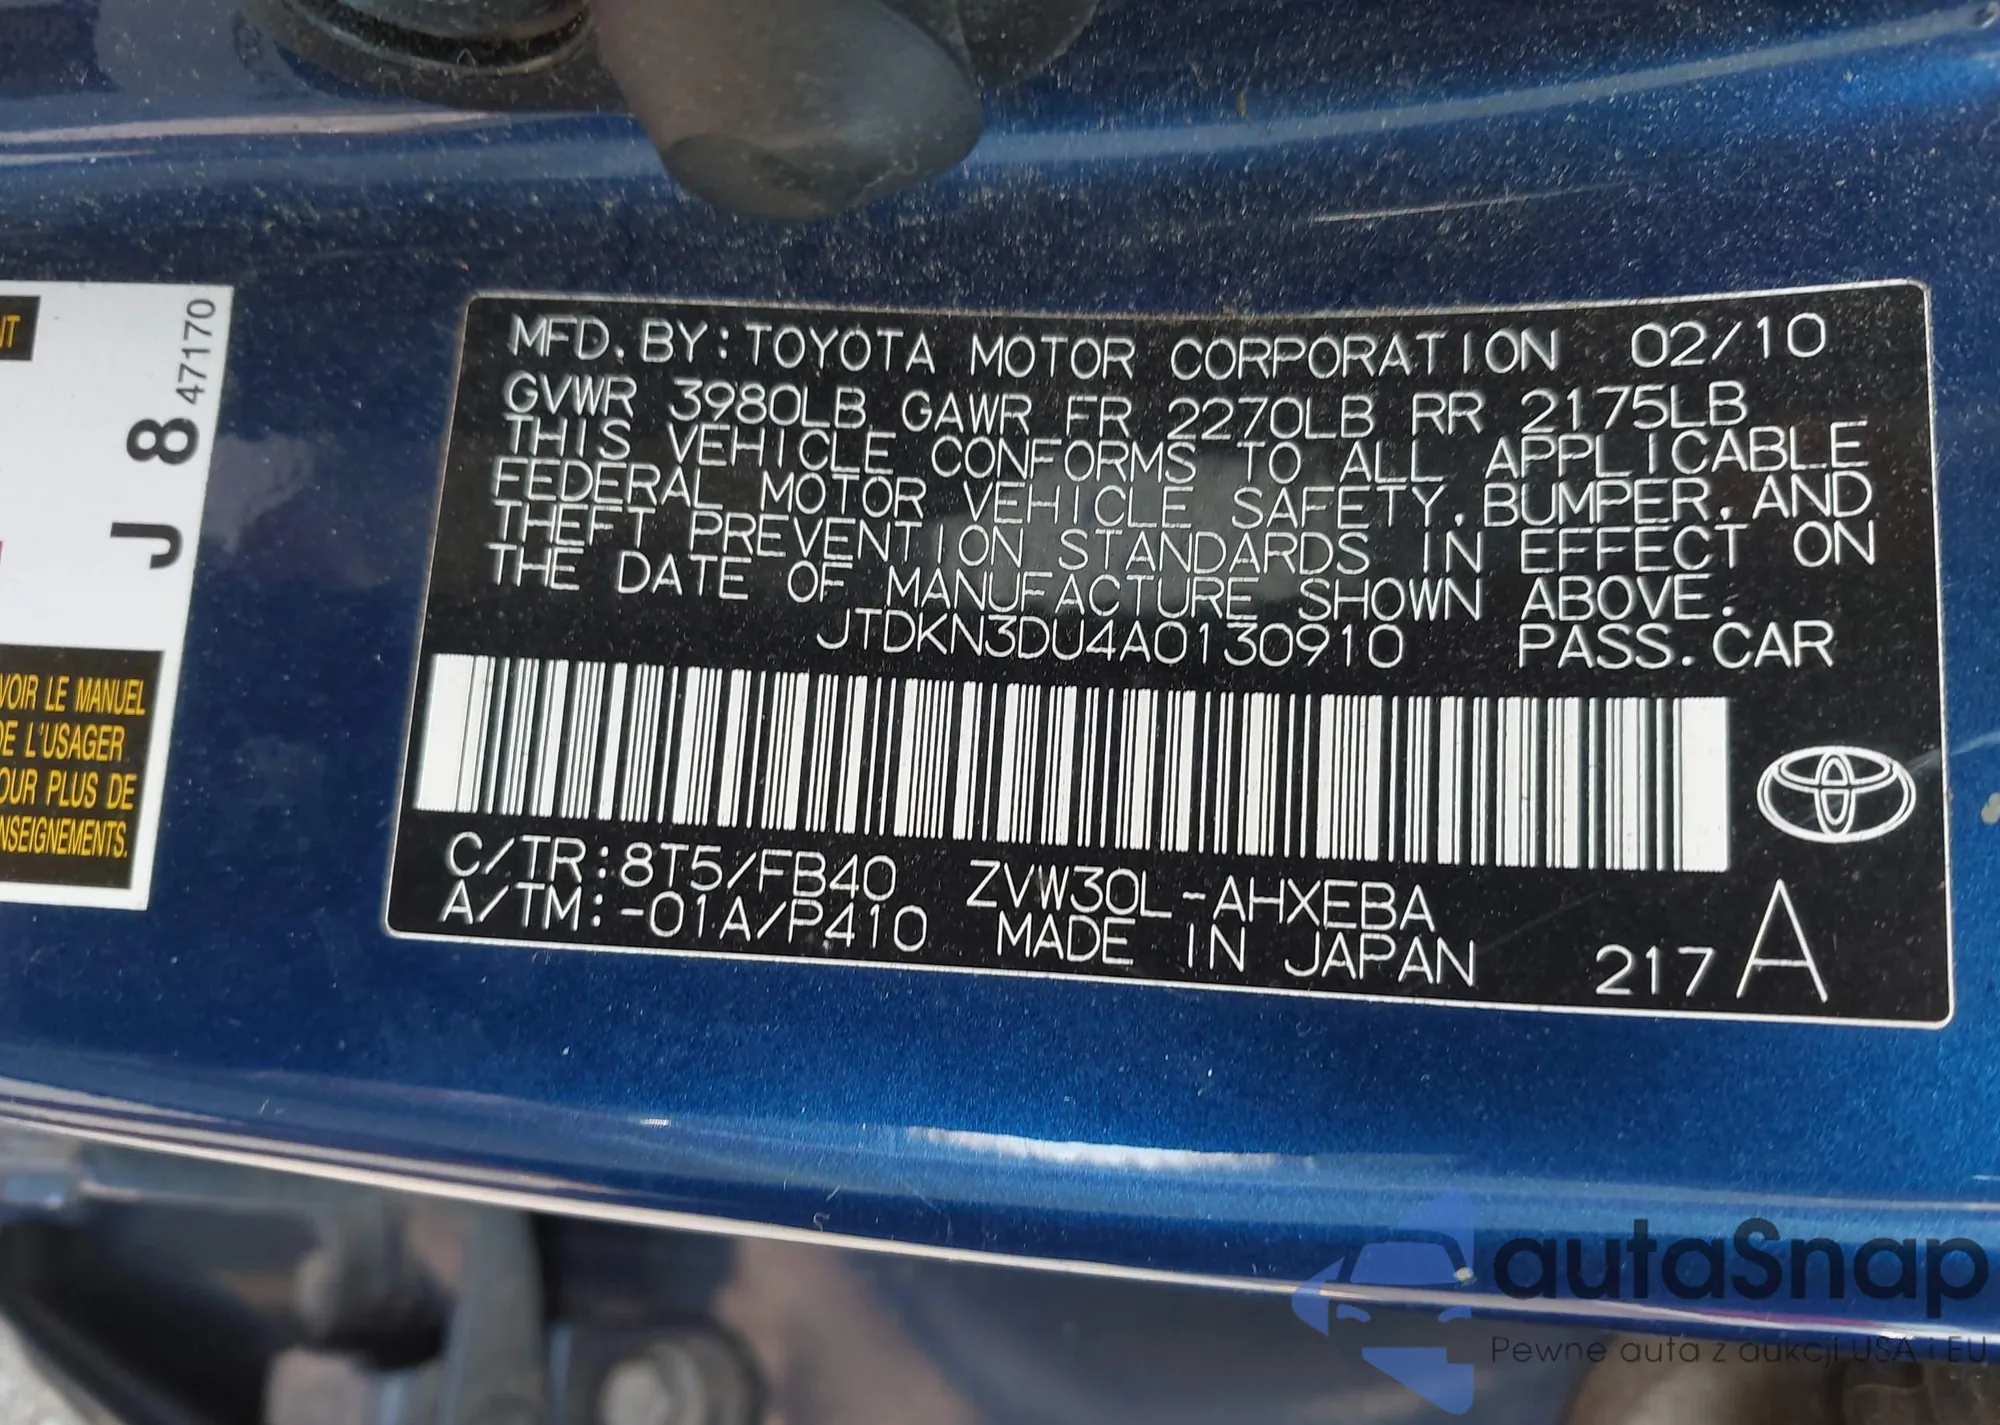 MFD. BY: TOYOTA MOTOR CORPORATION 02/10
GVWR 3980LB GAWR FR 2270LB RR 2175LB
THIS VEHICLE CONFORMS TO ALL APPLICABLE
FEDERAL MOTOR VEHICLE SAFETY, BUMPER, AND
THEFT PREVENTION STANDARDS IN EFFECT ON
THE DATE OF MANUFACTURE SHOWN ABOVE.
JTDKN3DU4A0130910 PASS. CAR
C/TR: 8T5/FB40 ZVW30L-AHXEBA
A/TM: -01A/P410 MADE IN JAPAN 217 A
NT
J 8 47170
VOIR LE MANUEL
DE L'USAGER
POUR PLUS DE
NSEIGNEMENTS.
autaSnap
Pewne auta z aukcji USA i EU